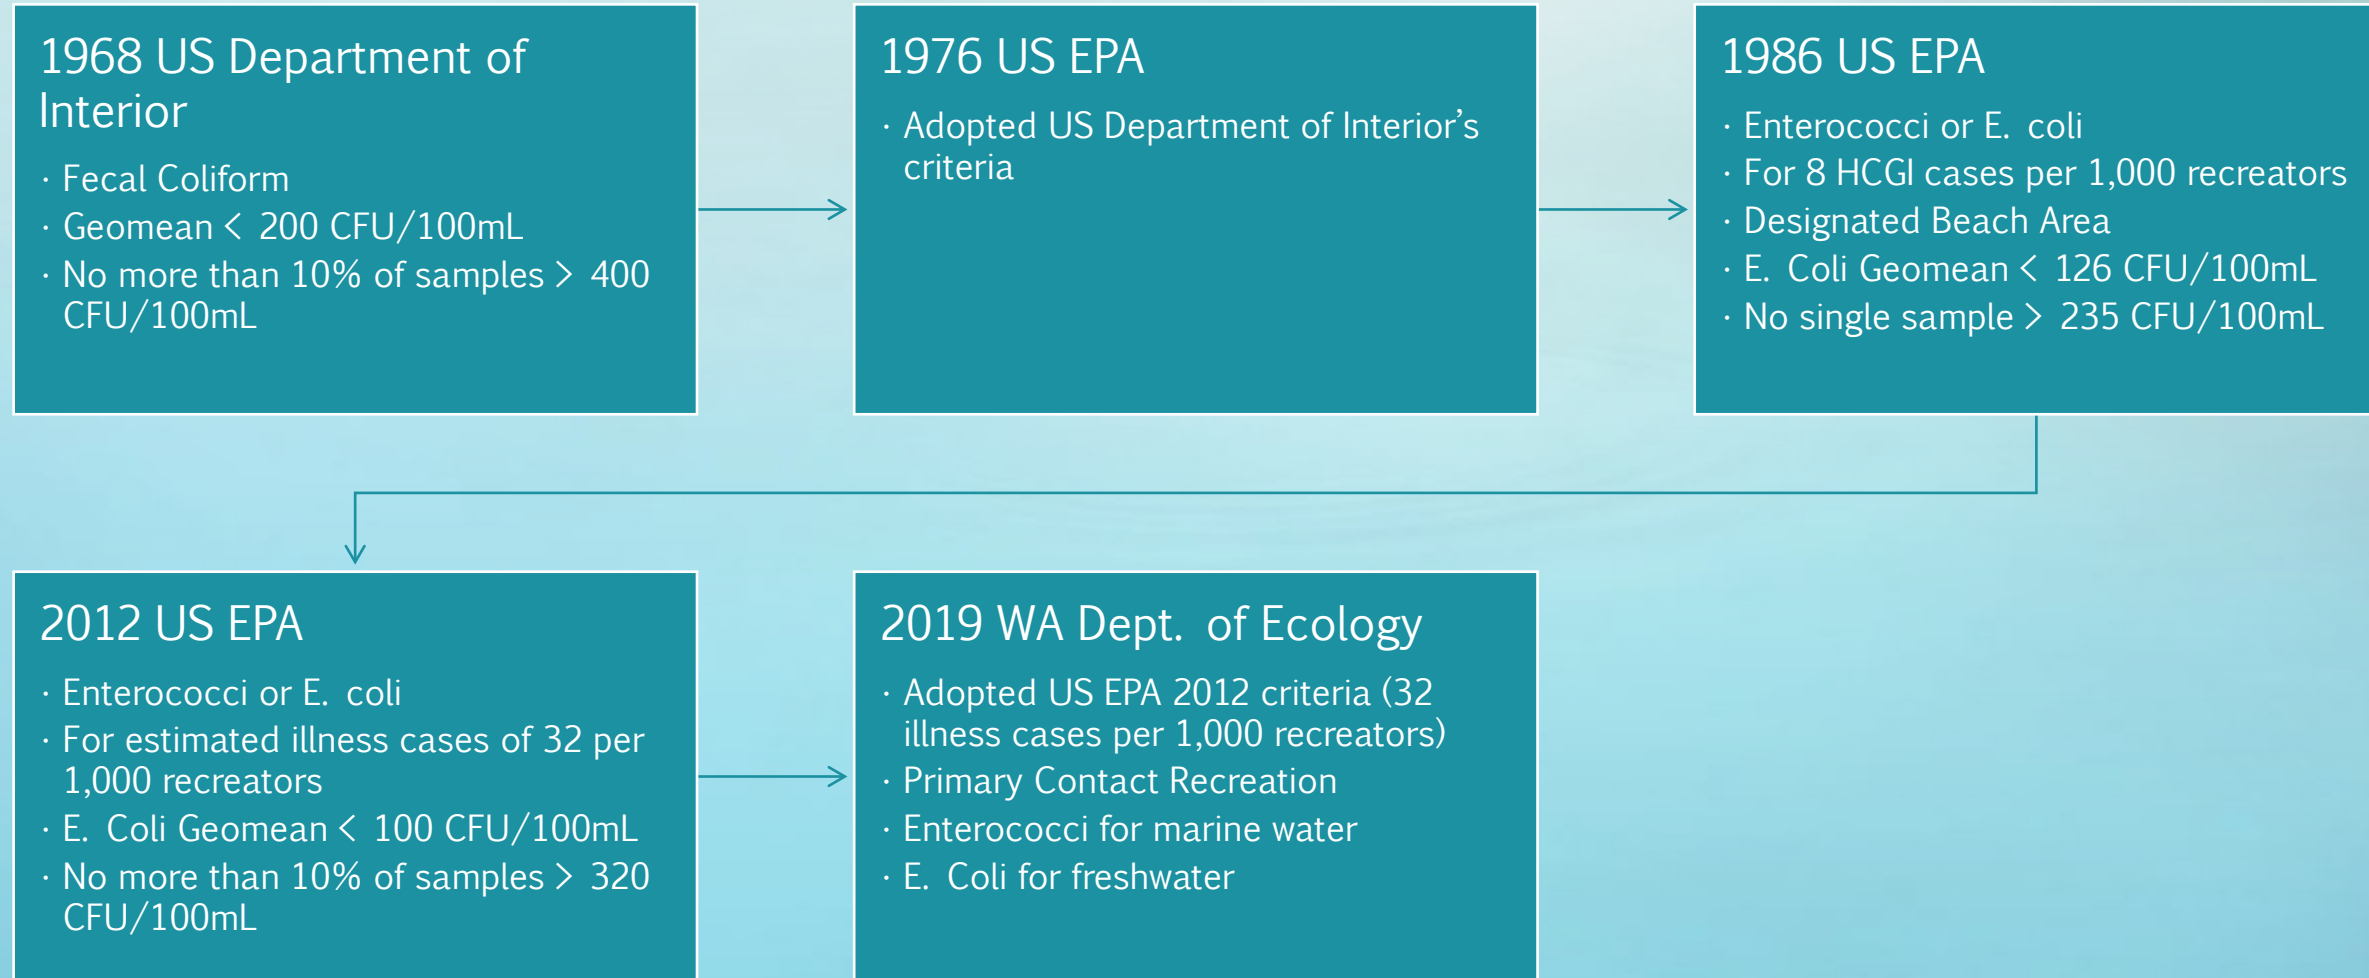 1968 US Department of
Interior
· Fecal Coliform
· Geomean < 200 CFU/100mL
· No more than 10% of samples > 400
CFU/100mL
1976 US EPA
· Adopted US Department of Interior’s
criteria
1986 US EPA
· Enterococci or E. coli
· For 8 HCGI cases per 1,000 recreators
· Designated Beach Area
· E. Coli Geomean < 126 CFU/100mL
· No single sample > 235 CFU/100mL
2012 US EPA
· Enterococci or E. coli
· For estimated illness cases of 32 per
1,000 recreators
· E. Coli Geomean < 100 CFU/100mL
· No more than 10% of samples > 320
CFU/100mL
2019 WA Dept. of Ecology
· Adopted US EPA 2012 criteria (32
illness cases per 1,000 recreators)
· Primary Contact Recreation
· Enterococci for marine water
· E. Coli for freshwater